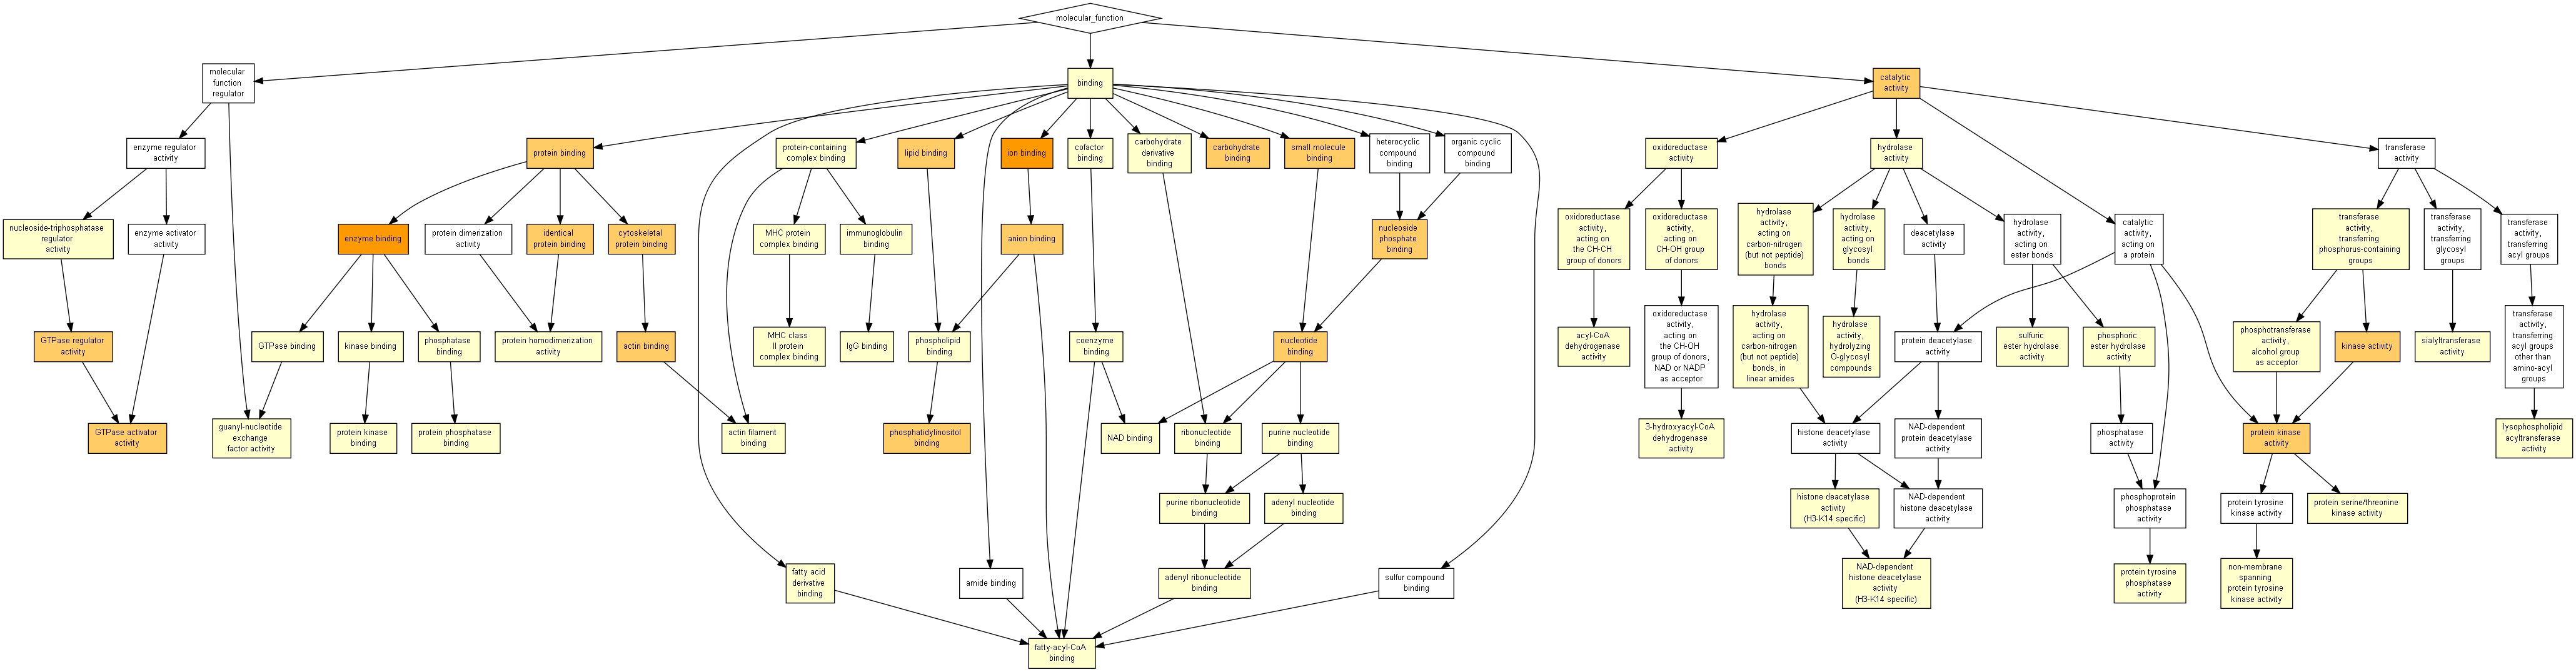 molecular_function
molecular
function
regulator
binding
catalytic
activity
enzyme regulator
activity
protein binding
protein-containing
complex binding
lipid binding
ion binding
cofactor
binding
carbohydrate
derivative
binding
carbohydrate
binding
small molecule
binding
heterocyclic
compound
binding
organic cyclic
compound
binding
oxidoreductase
activity
hydrolase
activity
transferase
activity
nucleoside-triphosphatase
regulator
activity
enzyme activator
activity
enzyme binding
protein dimerization
activity
identical
protein binding
cytoskeletal
protein binding
MHC protein
complex binding
immunoglobulin
binding
anion binding
nucleoside
phosphate
binding
oxidoreductase
activity,
acting on
the CH-CH
group of donors
oxidoreductase
activity,
acting on
CH-OH group
of donors
hydrolase
activity,
acting on
carbon-nitrogen
(but not peptide)
bonds
hydrolase
activity,
acting on
glycosyl
bonds
deacetylase
activity
hydrolase
activity,
acting on
ester bonds
catalytic
activity,
acting on
a protein
transferase
activity,
transferring
phosphorus-containing
groups
transferase
activity,
transferring
glycosyl
groups
transferase
activity,
transferring
acyl groups
GTPase regulator
activity
GTPase binding
kinase binding
phosphatase
binding
protein homodimerization
activity
actin binding
MHC class
II protein
complex binding
IgG binding
phospholipid
binding
coenzyme
binding
nucleotide
binding
acyl-CoA
dehydrogenase
activity
oxidoreductase
activity,
acting on
the CH-OH
group of donors,
NAD or NADP
as acceptor
hydrolase
activity,
acting on
carbon-nitrogen
(but not peptide)
bonds, in
linear amides
hydrolase
activity,
hydrolyzing
O-glycosyl
compounds
protein deacetylase
activity
sulfuric
ester hydrolase
activity
phosphoric
ester hydrolase
activity
phosphotransferase
activity,
alcohol group
as acceptor
kinase activity
sialyltransferase
activity
transferase
activity,
transferring
acyl groups
other than
amino-acyl
groups
GTPase activator
activity
guanyl-nucleotide
exchange
factor activity
protein kinase
binding
protein phosphatase
binding
actin filament
binding
phosphatidylinositol
binding
NAD binding
ribonucleotide
binding
purine nucleotide
binding
3-hydroxyacyl-CoA
dehydrogenase
activity
histone deacetylase
activity
NAD-dependent
protein deacetylase
activity
phosphatase
activity
protein kinase
activity
lysophospholipid
acyltransferase
activity
purine ribonucleotide
binding
adenyl nucleotide
binding
histone deacetylase
activity
(H3-K14 specific)
NAD-dependent
histone deacetylase
activity
phosphoprotein
phosphatase
activity
protein tyrosine
kinase activity
protein serine/threonine
kinase activity
fatty acid
derivative
binding
amide binding
adenyl ribonucleotide
binding
sulfur compound
binding
NAD-dependent
histone deacetylase
activity
(H3-K14 specific)
protein tyrosine
phosphatase
activity
non-membrane
spanning
protein tyrosine
kinase activity
fatty-acyl-CoA
binding